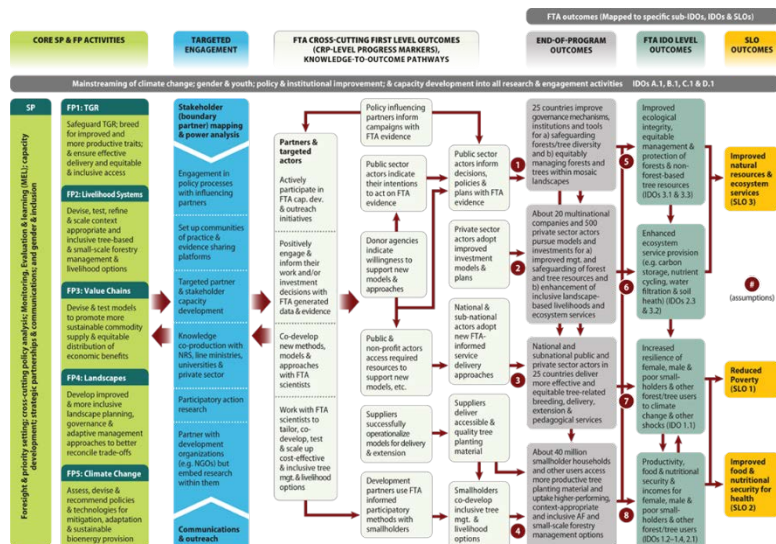 FTA outcomes (Mapped to specific sub-IDOs, IDOs & SLOs)
CORE SP & FP ACTIVITIES
TARGETED
ENGAGEMENT
FTA CROSS-CUTTING FIRST LEVEL OUTCOMES
(CRP-LEVEL PROGRESS MARKERS),
KNOWLEDGE-TO-OUTCOME PATHWAYS
END-OF-PROGRAM
OUTCOMES
FTA IDO LEVEL
OUTCOMES
SLO
OUTCOMES
Mainstreaming of climate change; gender & youth; policy & institutional improvement; & capacity development into all research & engagement activities IDOs A.1, B.1, C.1 & D.1
SP
Foresight & priority setting; cross-cutting policy analysis; Monitoring, Evaluation & learning (MEL); capacity
development; strategic partnerships & communications; and gender & inclusion
FP1: TGR
Safeguard TGR; breed for
improved and more
productive traits;
& ensure effective
delivery and equitable
& inclusive access
FP2: Livelihood Systems
Devise, test, refine
& scale context
appropriate and
inclusive tree-based
& small-scale forestry
management &
livelihood options
FP3: Value Chains
Devise & test models to
promote more
sustainable commodity
supply & equitable
distribution of
economic benefits
FP4: Landscapes
Develop improved
& more inclusive
landscape planning,
governance &
adaptive management
approaches to better
reconcile trade-offs
FP5: Climate Change
Assess, devise &
recommend policies
& technologies for
mitigation, adaptation
& sustainable
bioenergy provision
Stakeholder
(boundary
partner) mapping
& power analysis
Engagement in
policy processes
with influencing
partners
Set up communities
of practice &
evidence sharing
platforms
Targeted partner
& stakeholder
capacity
development
Knowledge
co-production with
NRS, line ministries,
universities &
private sector
Participatory action
research
Partner with
development
organizations
(e.g. NGOs) but
embed research
within them
Communications
& outreach
Partners &
targeted
actors
Actively
participate in
FTA cap. dev.
& outreach
initiatives
Positively
engage &
inform their
work and/or
investment
decisions with
FTA generated
data & evidence
Co-develop
new methods,
models &
approaches
with FTA
scientists
Work with FTA
scientists to
tailor, co-
develop, test
& scale up
cost-effective
& inclusive tree
mgt. & livelihood
options
Policy influencing
partners inform
campaigns with
FTA evidence
Public sector
actors indicate
their intentions
to act on FTA
evidence
Donor agencies
indicate
willingness to
support new
models &
approaches
Public &
non-profit actors
access required
resources to
support new
models, etc.
Suppliers
successfully
operationalize
models for delivery
& extension
Development
partners use FTA
informed
participatory methods
with smallholders
Public sector
actors inform
decisions,
policies &
plans with FTA
evidence
Private sector
actors adopt
improved
investment
models &
plans
National &
sub-national
actors adopt
new FTA-
informed
service
delivery
approaches
Suppliers
deliver
accessible &
quality tree
planting
material
Smallholders
co-develop
inclusive tree
mgt. &
livelihood
options
1
2
3
4
25 countries improve
governance mechanisms,
institutions and tools
for a) safeguarding
forests/tree diversity
and b) equitably
managing forests and
trees within mosaic
landscapes
About 20 multinational
companies and 500
private sector actors
pursue models and
investments for a)
improved mgt. and
safeguarding of forest
and tree resources and b)
enhancement of
inclusive landscape-
based livelihoods and
ecosystem services
National and
subnational public and
private sector actors in
25 countries deliver
more effective and
equitable tree-related
breeding, delivery,
extension &
pedagogical services
About 40 million
smallholder households
and other users access
more productive tree
planting material and
uptake higher-performing,
context-appropriate
and inclusive AF and
small-scale forestry
management options
5
6
7
8
Improved
ecological
integrity,
equitable
management &
protection of
forests & non-
forest-based
tree resources
(IDOs 3.1 & 3.3)
Enhanced
ecosystem
service provision
(e.g. carbon
storage, nutrient
cycling, water
filtration &
soil heath)
(IDOs 2.3
& 3.2)
Increased
resilience of
female, male &
poor small-
holders & other
forest/tree users
to climate
change & other
shocks (IDO 1.1)
Productivity,
food & nutritional
security &
incomes for
female, male &
poor small-
holders & other
forest/tree users
(IDOs 1.2–1.4, 2.1)
Improved
natural resources
& ecosystem
services
(SLO 3)
#
(assumptions)
Reduced
Poverty
(SLO 1)
Improved
food &
nutritional
security for
health
(SLO 2)